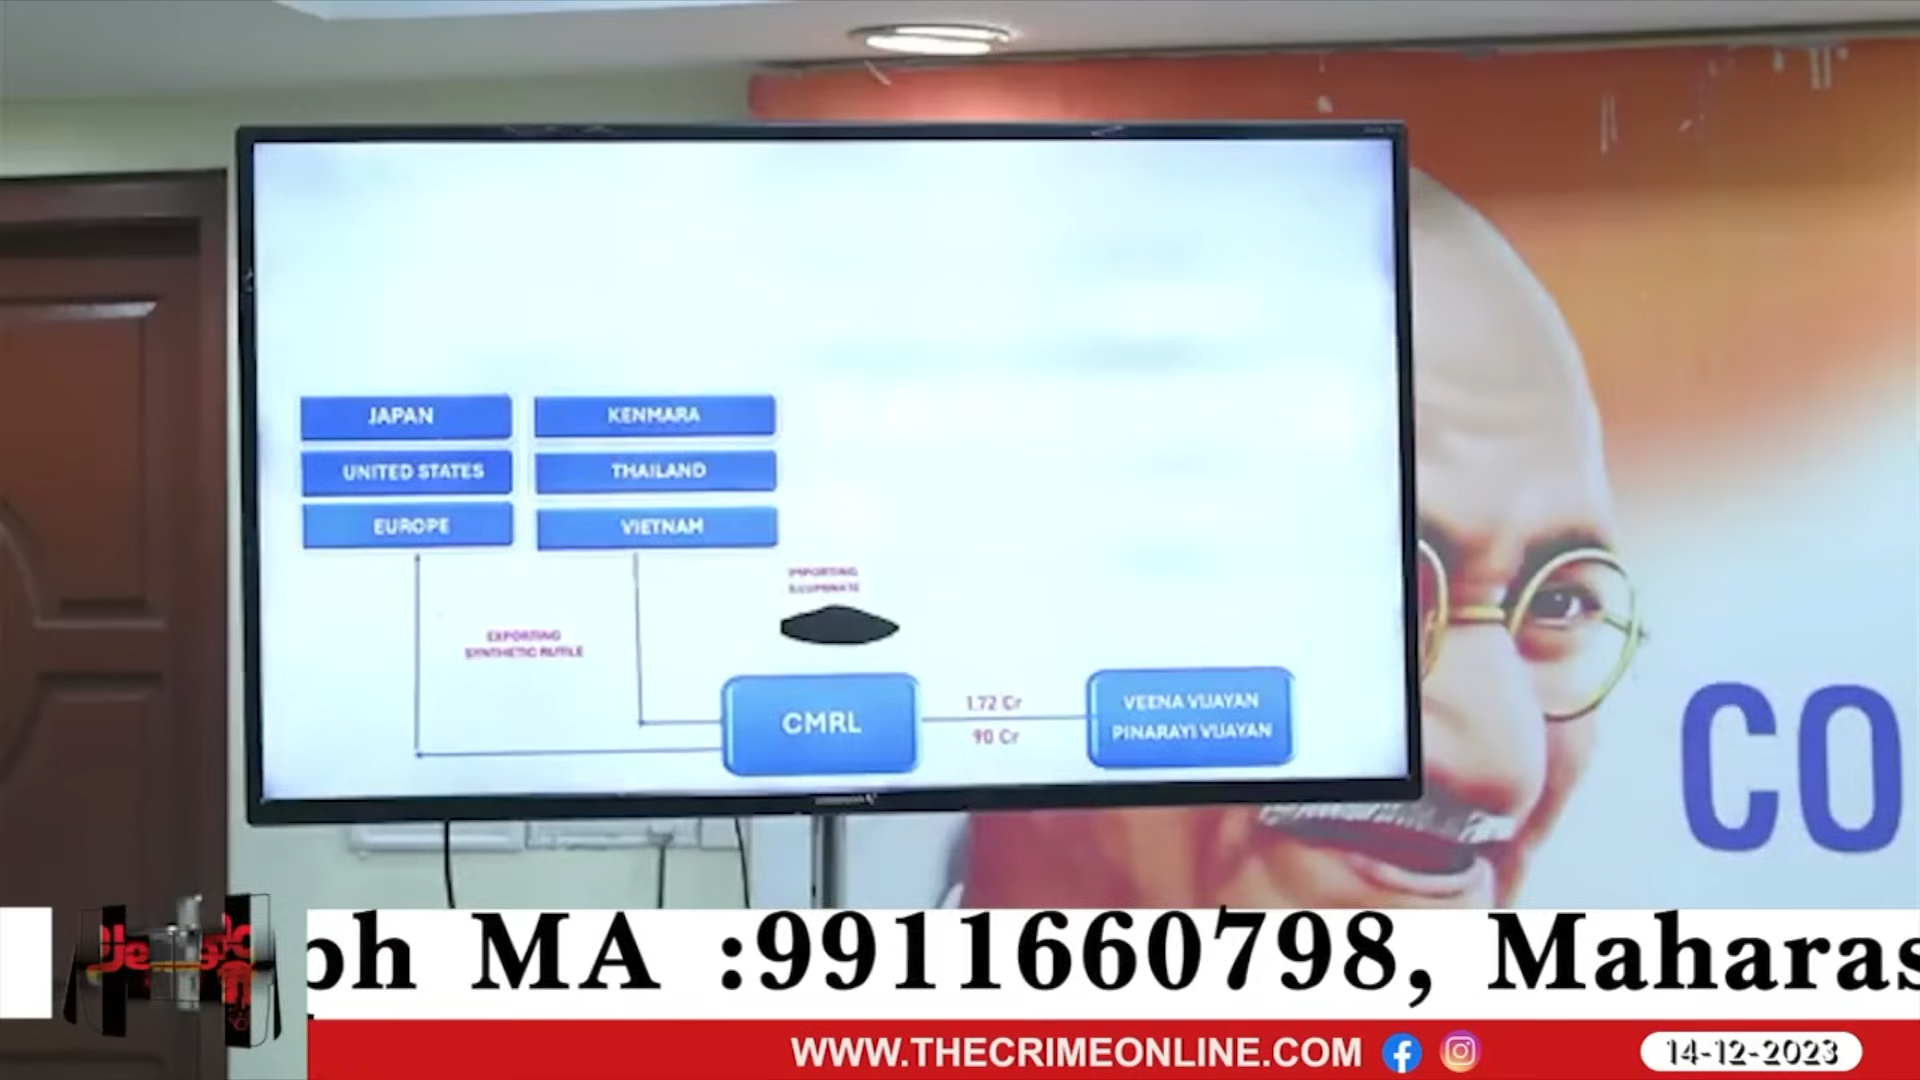 JAPAN
KENMARA
UNITED STATES
THAILAND
EUROPE
VIETNAM
IMPORTING
EXPORTING
SYNTHETIC RUTILE
CMRL
1.72 Cr
90 Cr
VEENA VIJAYAN
PINARAYI VIJAYAN
CO
ph MA :9911660798, Maharas
WWW.THECRIMEONLINE.COM
14-12-2023